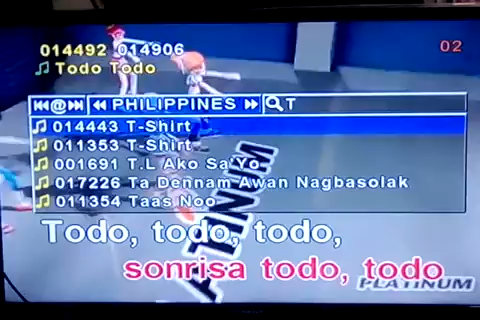 014492 014906
02
Todo Todo
PHILIPPINES T
014443 T-Shirt
011353 T-Shirt
001691 T.L Ako Sa Yo
017226 Ta Dennam Awan Nagbasolak
011354 Taas Noo
Todo, todo, todo,
sonrisa todo, todo
PLATINUM
PLATINUM